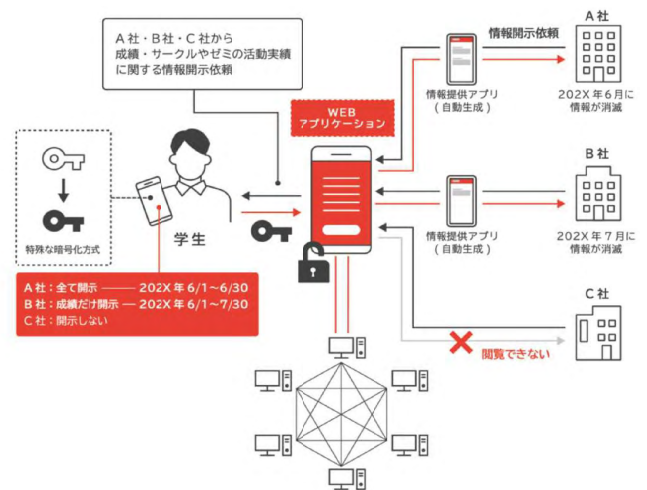 A社・B社・C社から
成績・サークルやゼミの活動実績
に関する情報開示依頼
WEB
アプリケーション
情報開示依頼
A社
情報提供アプリ
(自動生成)
202X年6月に
情報が消滅
B社
情報提供アプリ
(自動生成)
202X年7月に
情報が消滅
C社
閲覧できない
特殊な暗号化方式
学生
A社：全て開示 ── 202X年 6/1〜6/30
B社：成績だけ開示 ─ 202X年 6/1〜7/30
C社：開示しない